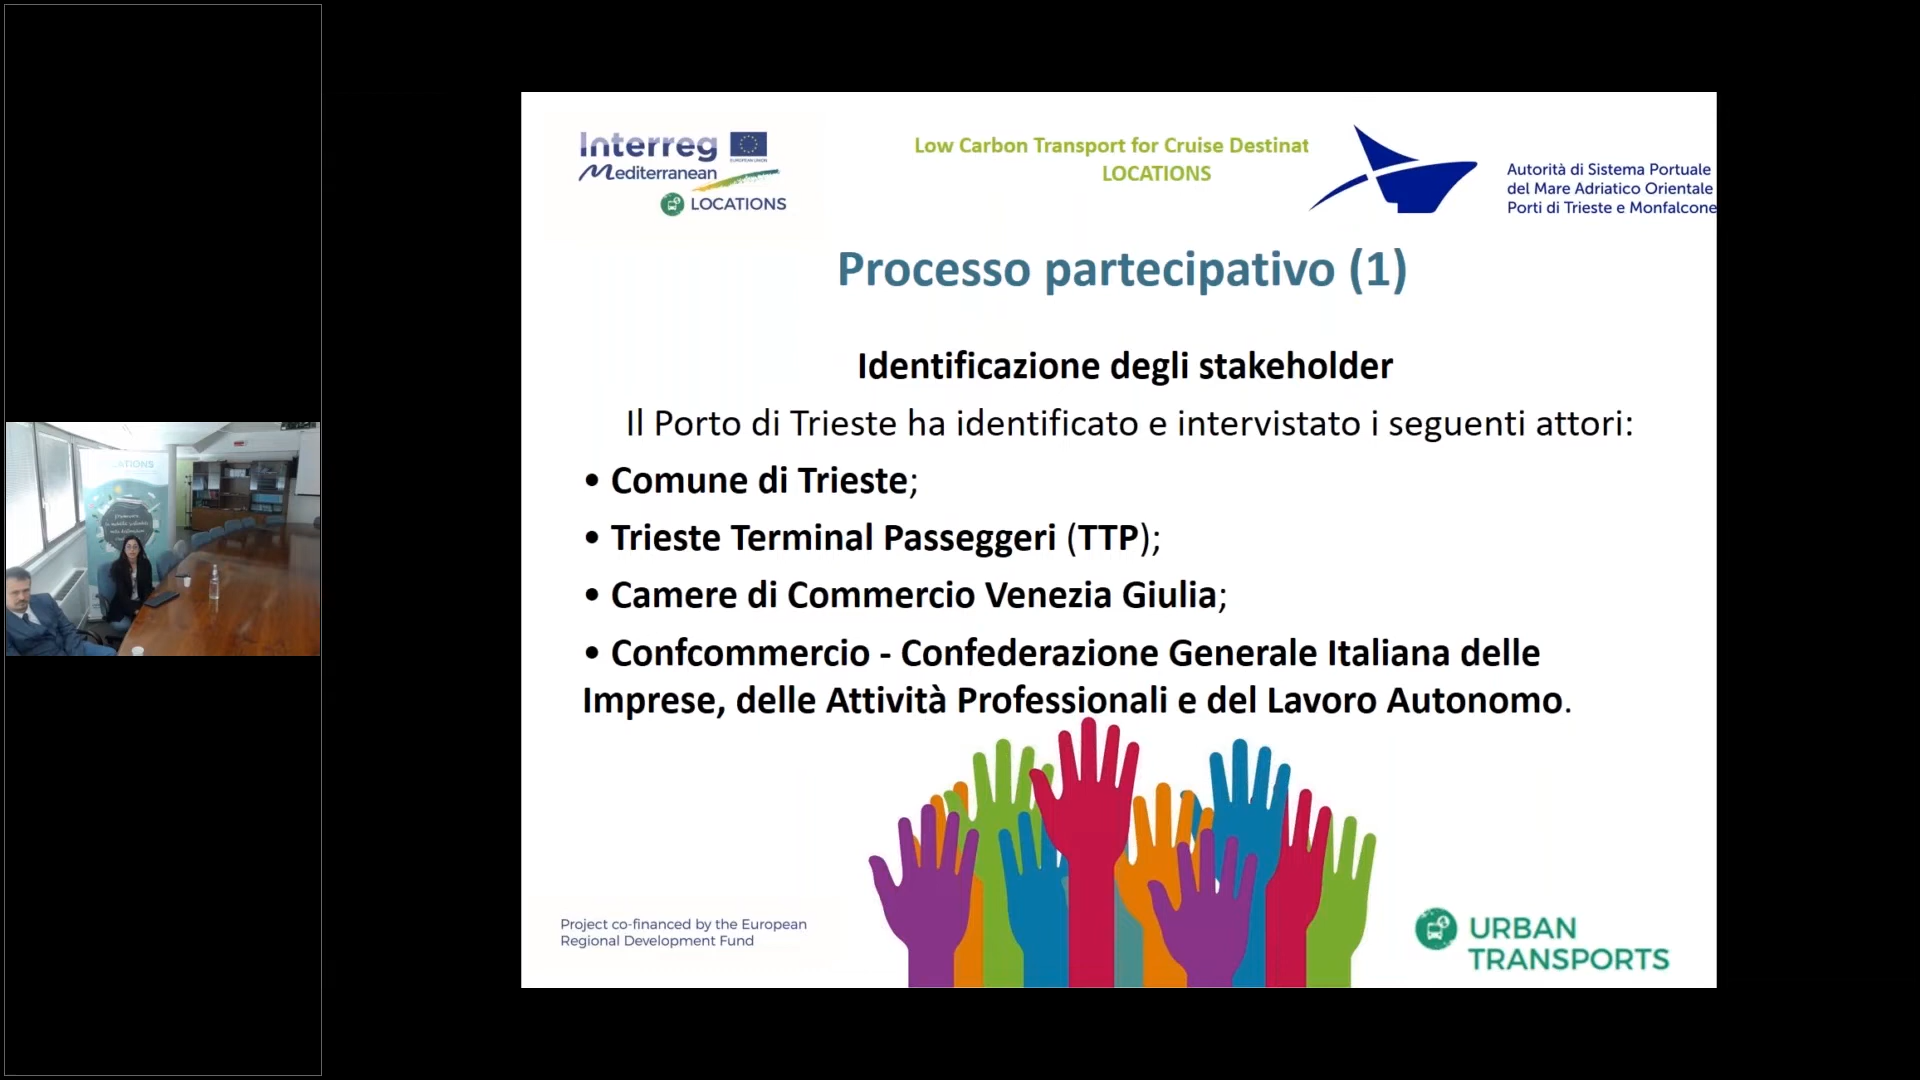 Interreg
EUROPEAN UNION
Mediterranean
LOCATIONS
Low Carbon Transport for Cruise Destinat
LOCATIONS
Autorità di Sistema Portuale
del Mare Adriatico Orientale
Porti di Trieste e Monfalcone
Processo partecipativo (1)
Identificazione degli stakeholder
Il Porto di Trieste ha identificato e intervistato i seguenti attori:
• Comune di Trieste;
• Trieste Terminal Passeggeri (TTP);
• Camere di Commercio Venezia Giulia;
• Confcommercio - Confederazione Generale Italiana delle
Imprese, delle Attività Professionali e del Lavoro Autonomo.
Project co-financed by the European
Regional Development Fund
URBAN
TRANSPORTS